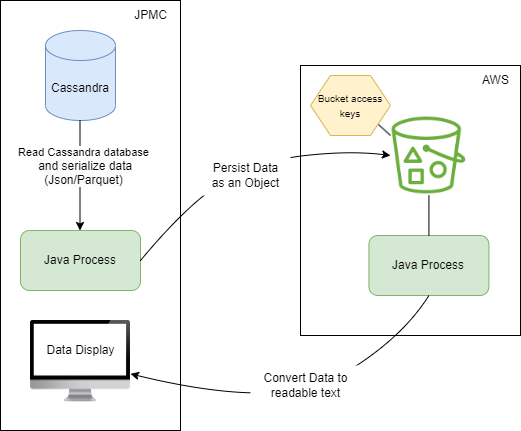 JPMC
Cassandra
Read Cassandra database
and serialize data
(Json/Parquet)
Java Process
Data Display
Persist Data
as an Object
AWS
Bucket access
keys
Java Process
Convert Data to
readable text